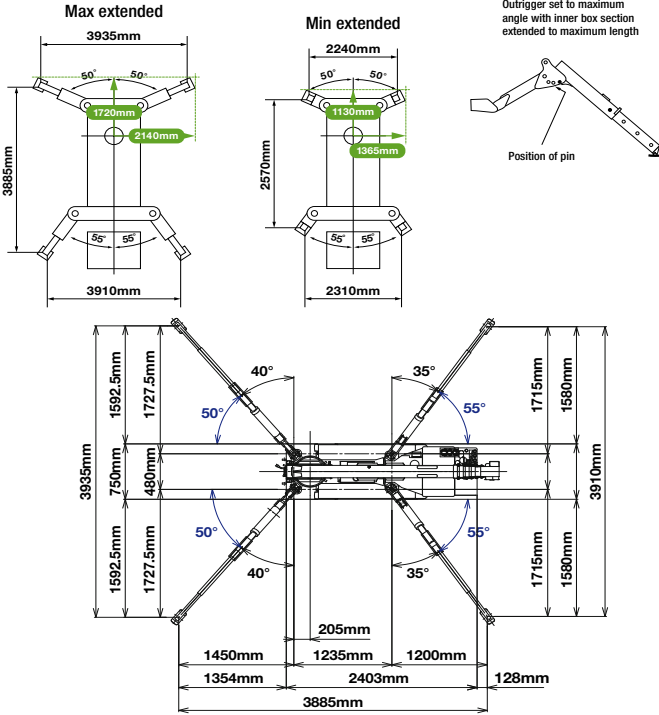 Max extended
3935mm
50°
50°
1720mm
2140mm
3885mm
55°
55°
3910mm
Min extended
2240mm
50°
50°
1130mm
1365mm
2570mm
55°
55°
2310mm
Outrigger set to maximum
angle with inner box section
extended to maximum length
Position of pin
40°
35°
50°
55°
3935mm
1592.5mm
1727.5mm
750mm
480mm
1592.5mm
1727.5mm
1715mm
1580mm
3910mm
1715mm
1580mm
50°
55°
40°
35°
205mm
1450mm
1235mm
1200mm
1354mm
2403mm
128mm
3885mm